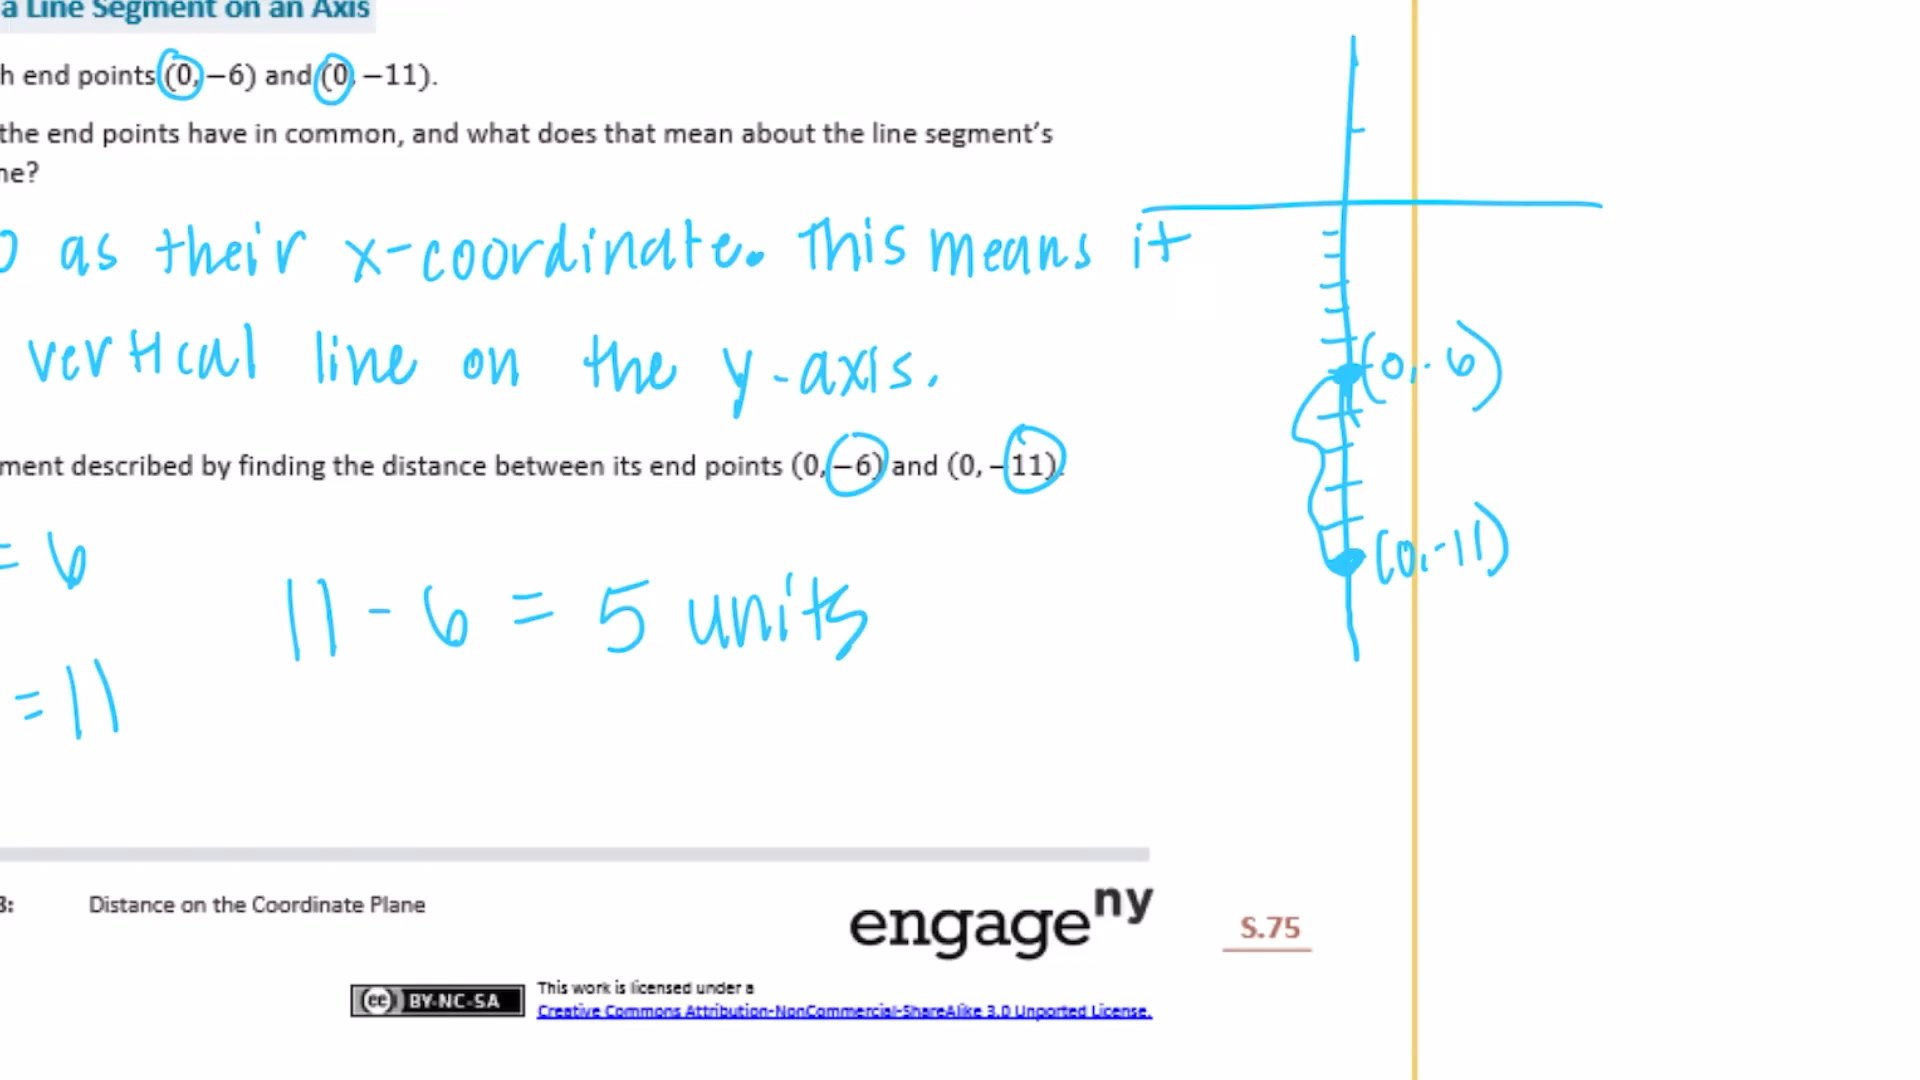 a Line Segment on an Axis
h end points (0, −6) and (0, −11).
the end points have in common, and what does that mean about the line segment’s
ne?
0 as their x-coordinate. This means it
vertical line on the y-axis.
(0, -6)
ment described by finding the distance between its end points (0, −6) and (0, −11).
(0, -11)
= 6
11 - 6 = 5 units
= 11
3: Distance on the Coordinate Plane
engage ny
S.75
cc BY-NC-SA
This work is licensed under a
Creative Commons Attribution-NonCommercial-ShareAlike 3.0 Unported License.